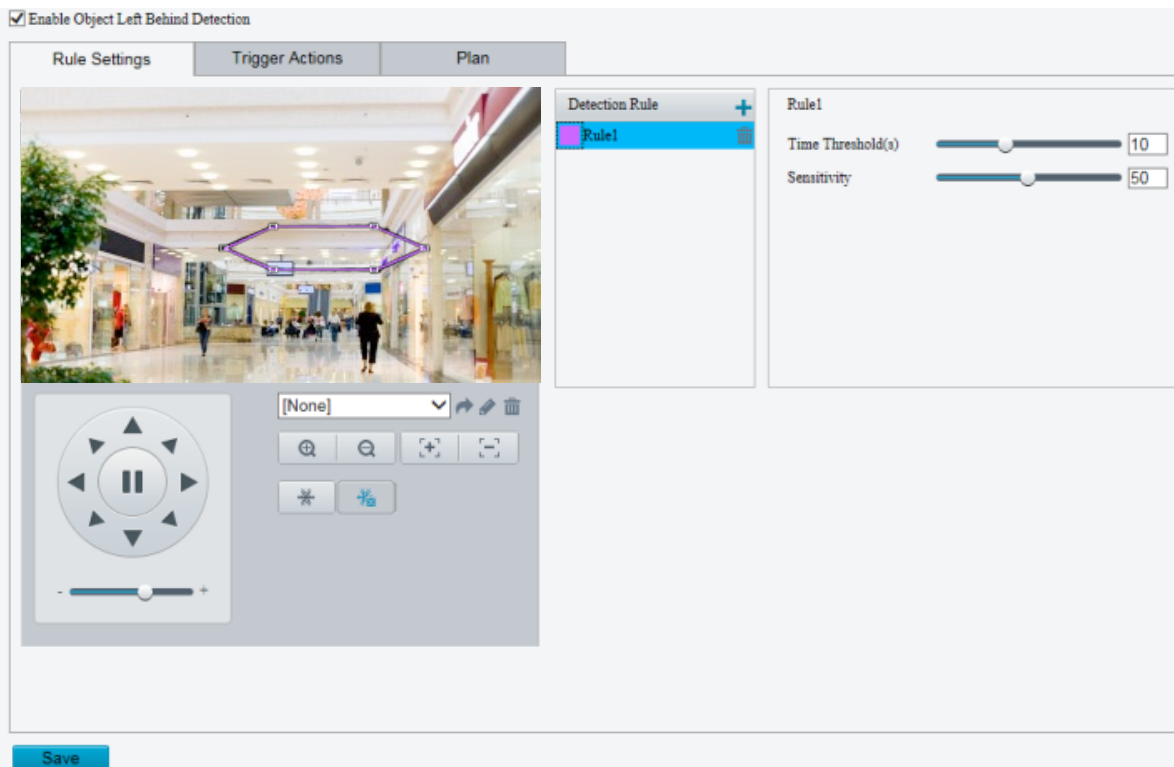 Enable Object Left Behind Detection
Rule Settings
Trigger Actions
Plan
Detection Rule
Rule1
Rule1
Time Threshold(s)
10
Sensitivity
50
[None]
- +
Save